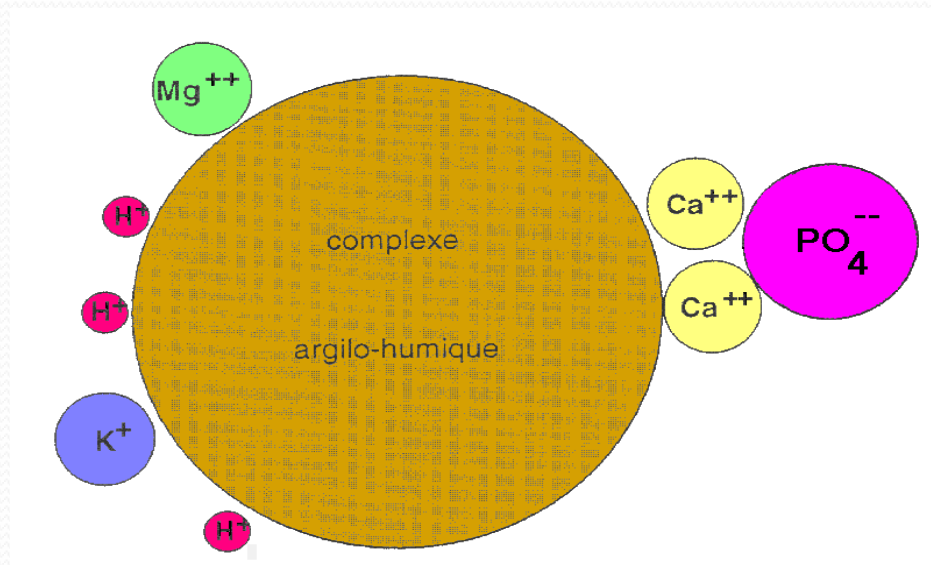 Mg++
H+
H+
K+
H+
complexe
argilo-humique
Ca++
Ca++
PO4--